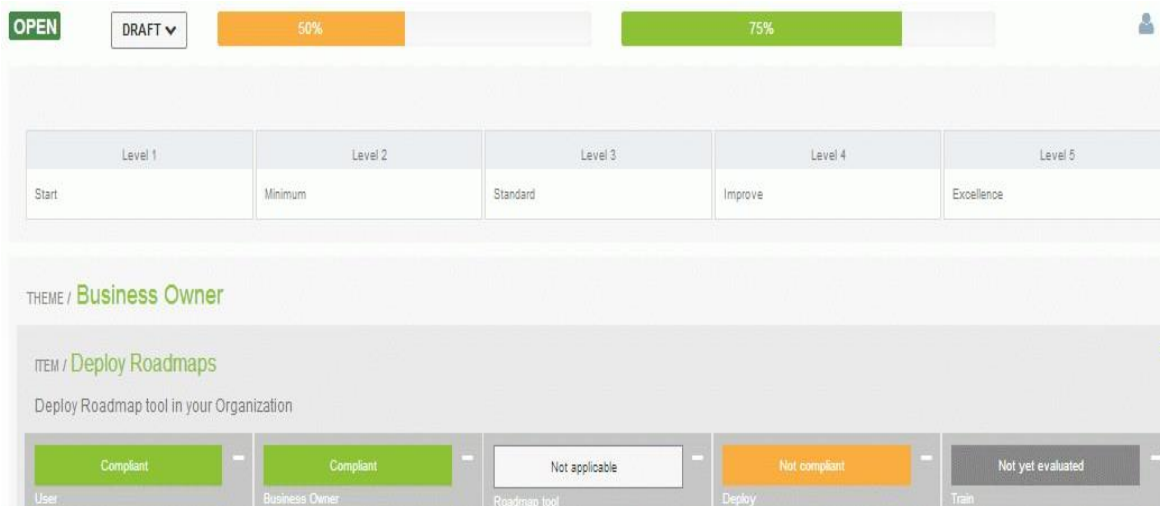 OPEN DRAFT 50% 75%
Level 1 Level 2 Level 3 Level 4 Level 5
Start Minimum Standard Improve Excellence
THEME / Business Owner
ITEM / Deploy Roadmaps
Deploy Roadmap tool in your Organization
Compliant Compliant Not applicable Not compliant Not yet evaluated
User Business Owner Roadmap tool Deploy Train